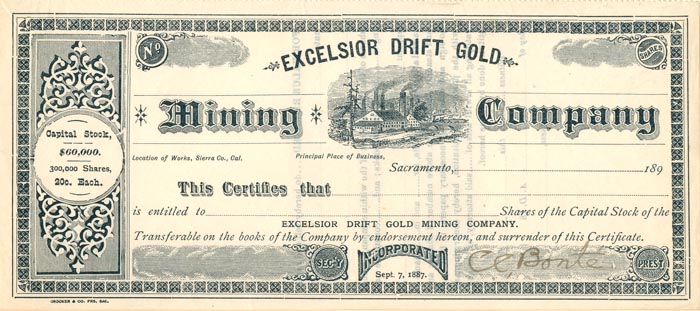 No
EXCELSIOR DRIFT GOLD
SHARES
Mining Company
Capital Stock,
$60,000.
300,000 Shares,
20c. Each.
Location of Works, Sierra Co., Cal.
Principal Place of Business,
Sacramento, 189
This Certifies that
is entitled to Shares of the Capital Stock of the
EXCELSIOR DRIFT GOLD MINING COMPANY.
Transferable on the books of the Company by endorsement hereon, and surrender of this Certificate.
SEC'Y
INCORPORATED
Sept. 7, 1887.
PREST
CROCKER & CO. PRS, SAC.